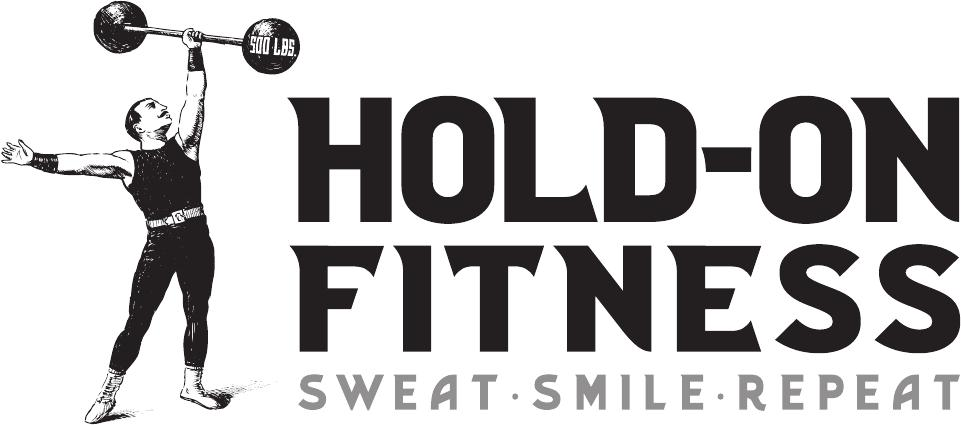 500 LBS.
HOLD-ON
FITNESS
SWEAT·SMILE·REPEAT